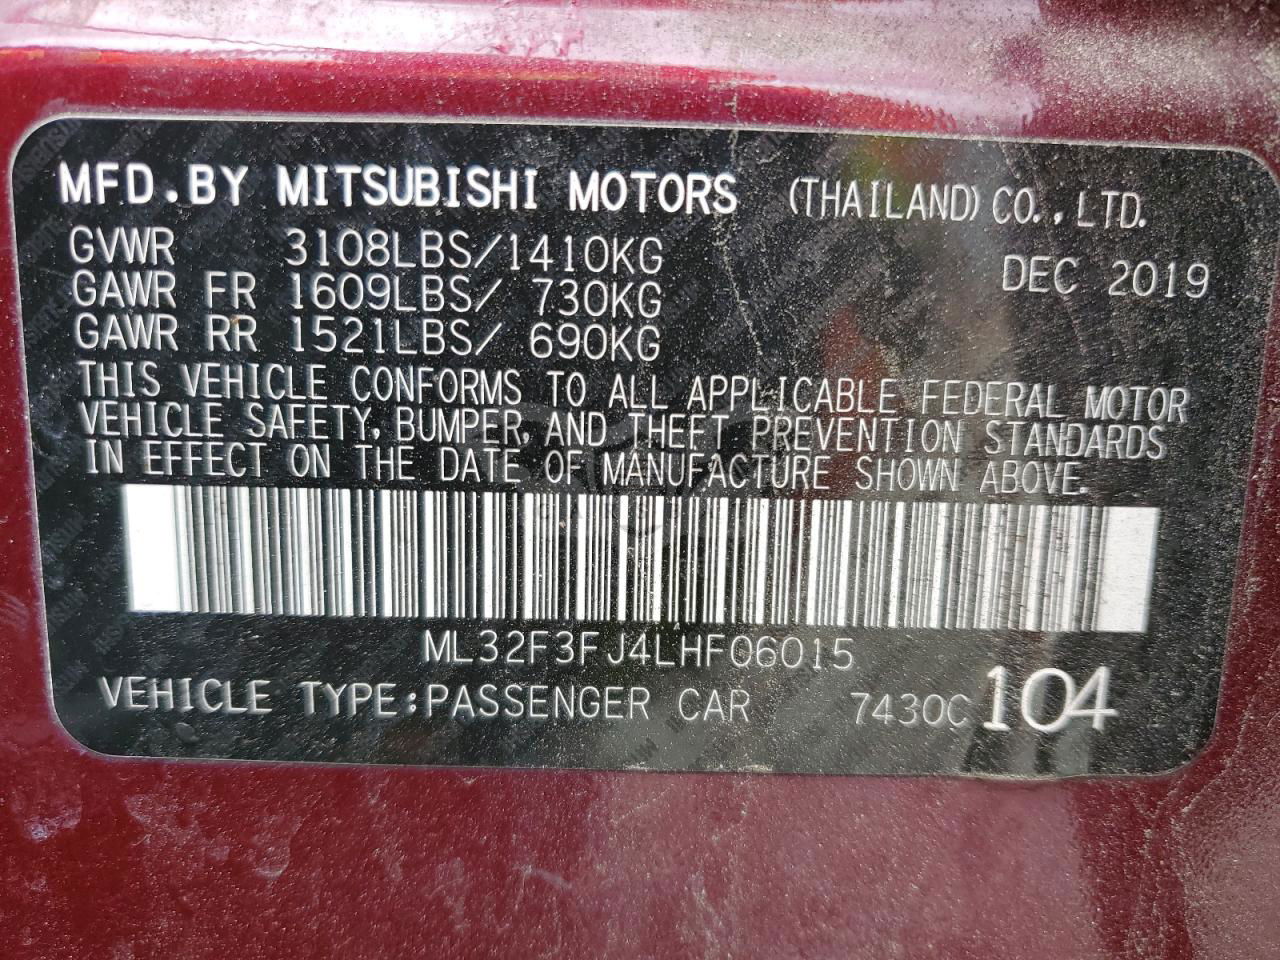 MFD.BY MITSUBISHI MOTORS (THAILAND) CO.,LTD.
GVWR 3108LBS/1410KG DEC 2019
GAWR FR 1609LBS/ 730KG
GAWR RR 1521LBS/ 690KG
THIS VEHICLE CONFORMS TO ALL APPLICABLE FEDERAL MOTOR
VEHICLE SAFETY, BUMPER, AND THEFT PREVENTION STANDARDS
IN EFFECT ON THE DATE OF MANUFACTURE SHOWN ABOVE.
ML32F3FJ4LHF06015
VEHICLE TYPE:PASSENGER CAR 7430C 104